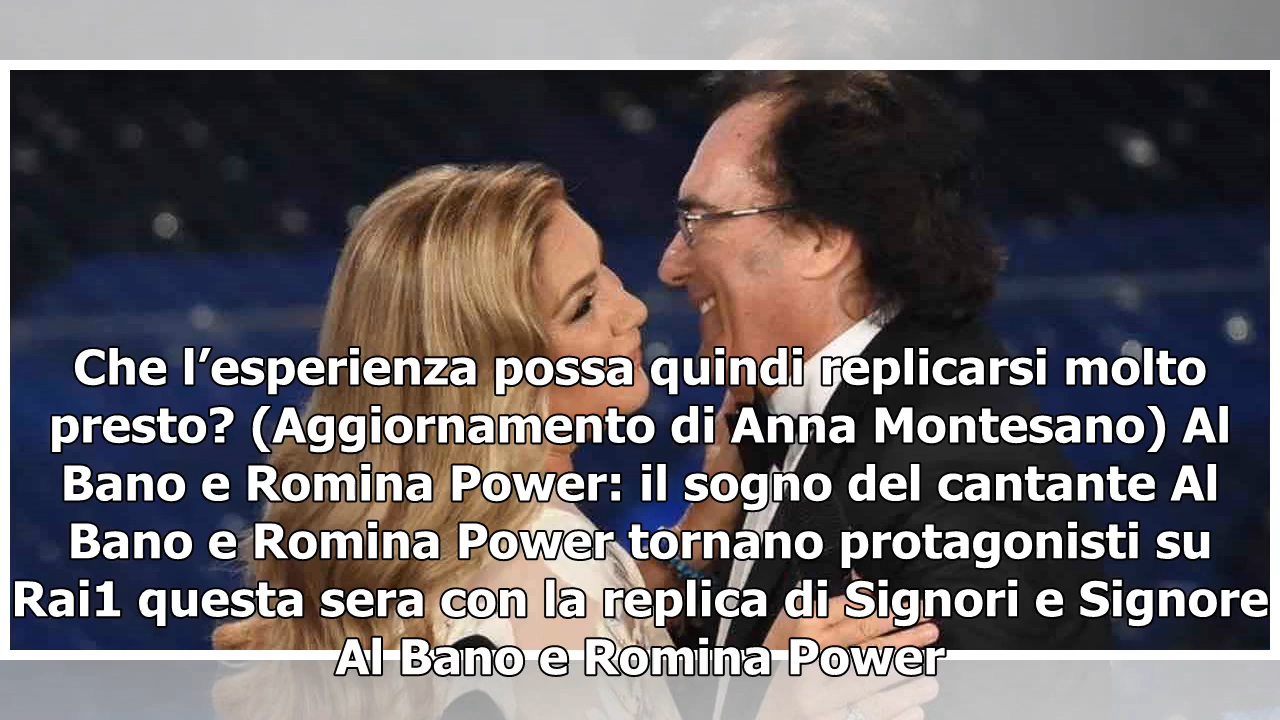 Che l’esperienza possa quindi replicarsi molto
presto? (Aggiornamento di Anna Montesano) Al
Bano e Romina Power: il sogno del cantante Al
Bano e Romina Power tornano protagonisti su
Rai1 questa sera con la replica di Signori e Signore
Al Bano e Romina Power